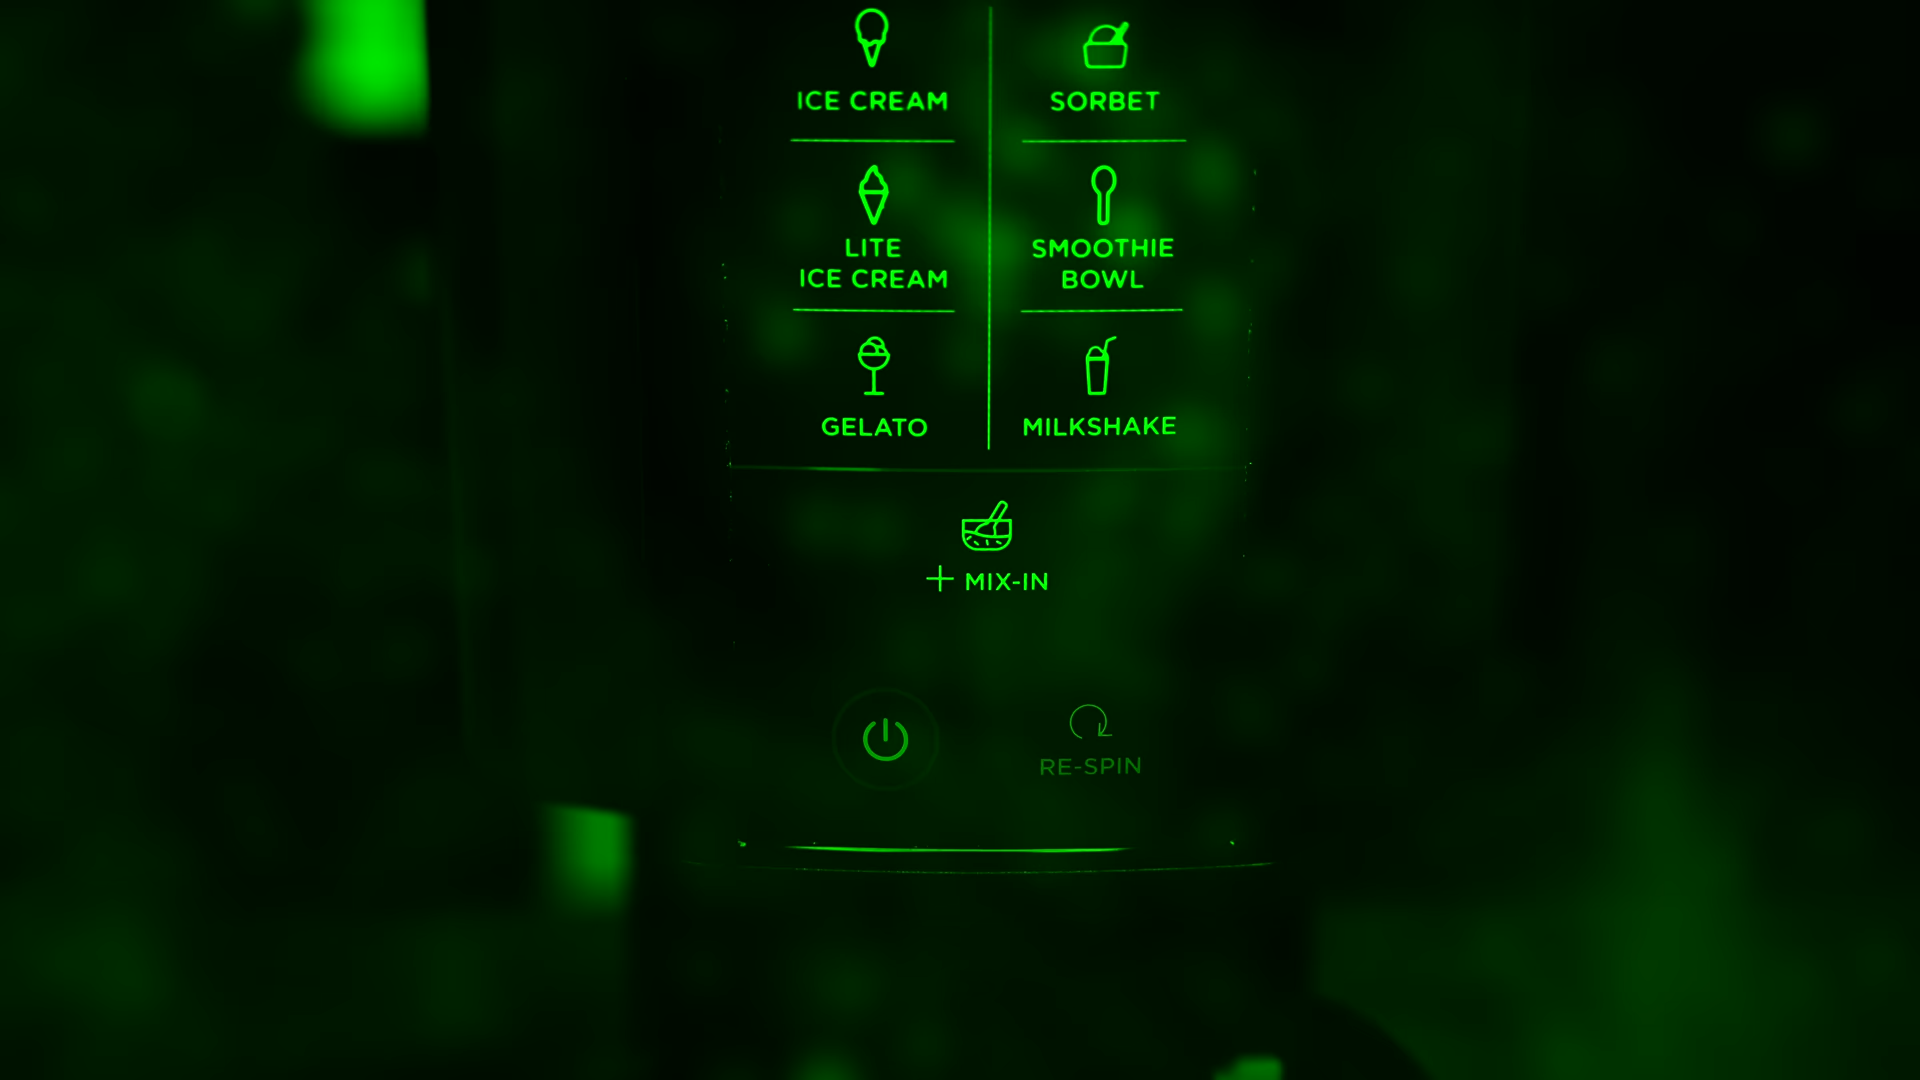 ICE CREAM
SORBET
LITE
ICE CREAM
SMOOTHIE
BOWL
GELATO
MILKSHAKE
+ MIX-IN
RE-SPIN